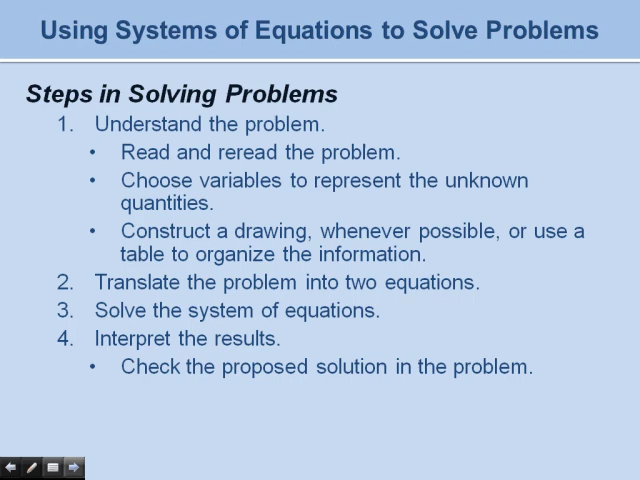 Using Systems of Equations to Solve Problems
Steps in Solving Problems
1. Understand the problem.
• Read and reread the problem.
• Choose variables to represent the unknown
quantities.
• Construct a drawing, whenever possible, or use a
table to organize the information.
2. Translate the problem into two equations.
3. Solve the system of equations.
4. Interpret the results.
• Check the proposed solution in the problem.